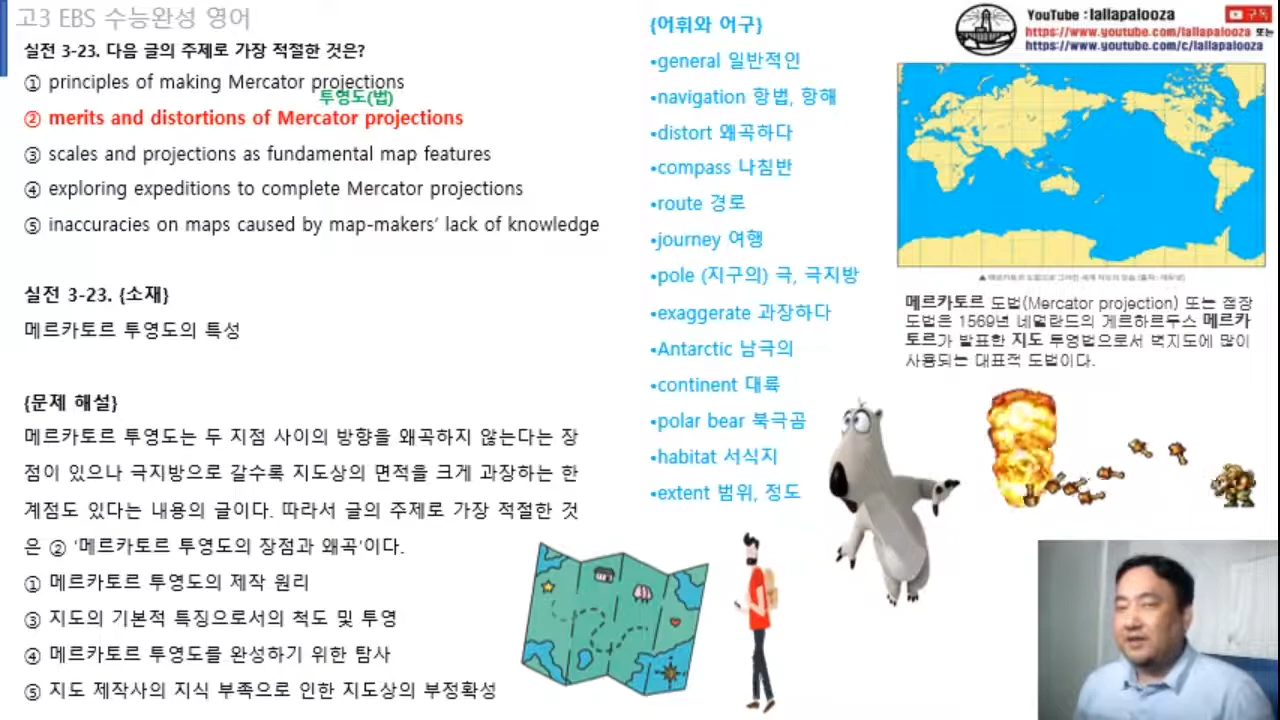 고3 EBS 수능완성 영어
실전 3-23. 다음 글의 주제로 가장 적절한 것은?
① principles of making Mercator projections
투영도(법)
② merits and distortions of Mercator projections
③ scales and projections as fundamental map features
④ exploring expeditions to complete Mercator projections
⑤ inaccuracies on maps caused by map-makers' lack of knowledge
실전 3-23. {소재}
메르카토르 투영도의 특성
{문제 해설}
메르카토르 투영도는 두 지점 사이의 방향을 왜곡하지 않는다는 장
점이 있으나 극지방으로 갈수록 지도상의 면적을 크게 과장하는 한
계점도 있다는 내용의 글이다. 따라서 글의 주제로 가장 적절한 것
은 ② '메르카토르 투영도의 장점과 왜곡'이다.
① 메르카토르 투영도의 제작 원리
③ 지도의 기본적 특징으로서의 척도 및 투영
④ 메르카토르 투영도를 완성하기 위한 탐사
⑤ 지도 제작사의 지식 부족으로 인한 지도상의 부정확성
{어휘와 어구}
•general 일반적인
•navigation 항법, 항해
•distort 왜곡하다
•compass 나침반
•route 경로
•journey 여행
•pole (지구의) 극, 극지방
•exaggerate 과장하다
•Antarctic 남극의
•continent 대륙
•polar bear 북극곰
•habitat 서식지
•extent 범위, 정도
YouTube : lallapalooza
구독
https://www.youtube.com/lallapalooza 또는
https://www.youtube.com/c/lallapalooza
메르카토르 도법(Mercator projection) 또는 점장
도법은 1569년 네덜란드의 게르하르두스 메르카
토르가 발표한 지도 투영법으로서 벽지도에 많이
사용되는 대표적 도법이다.